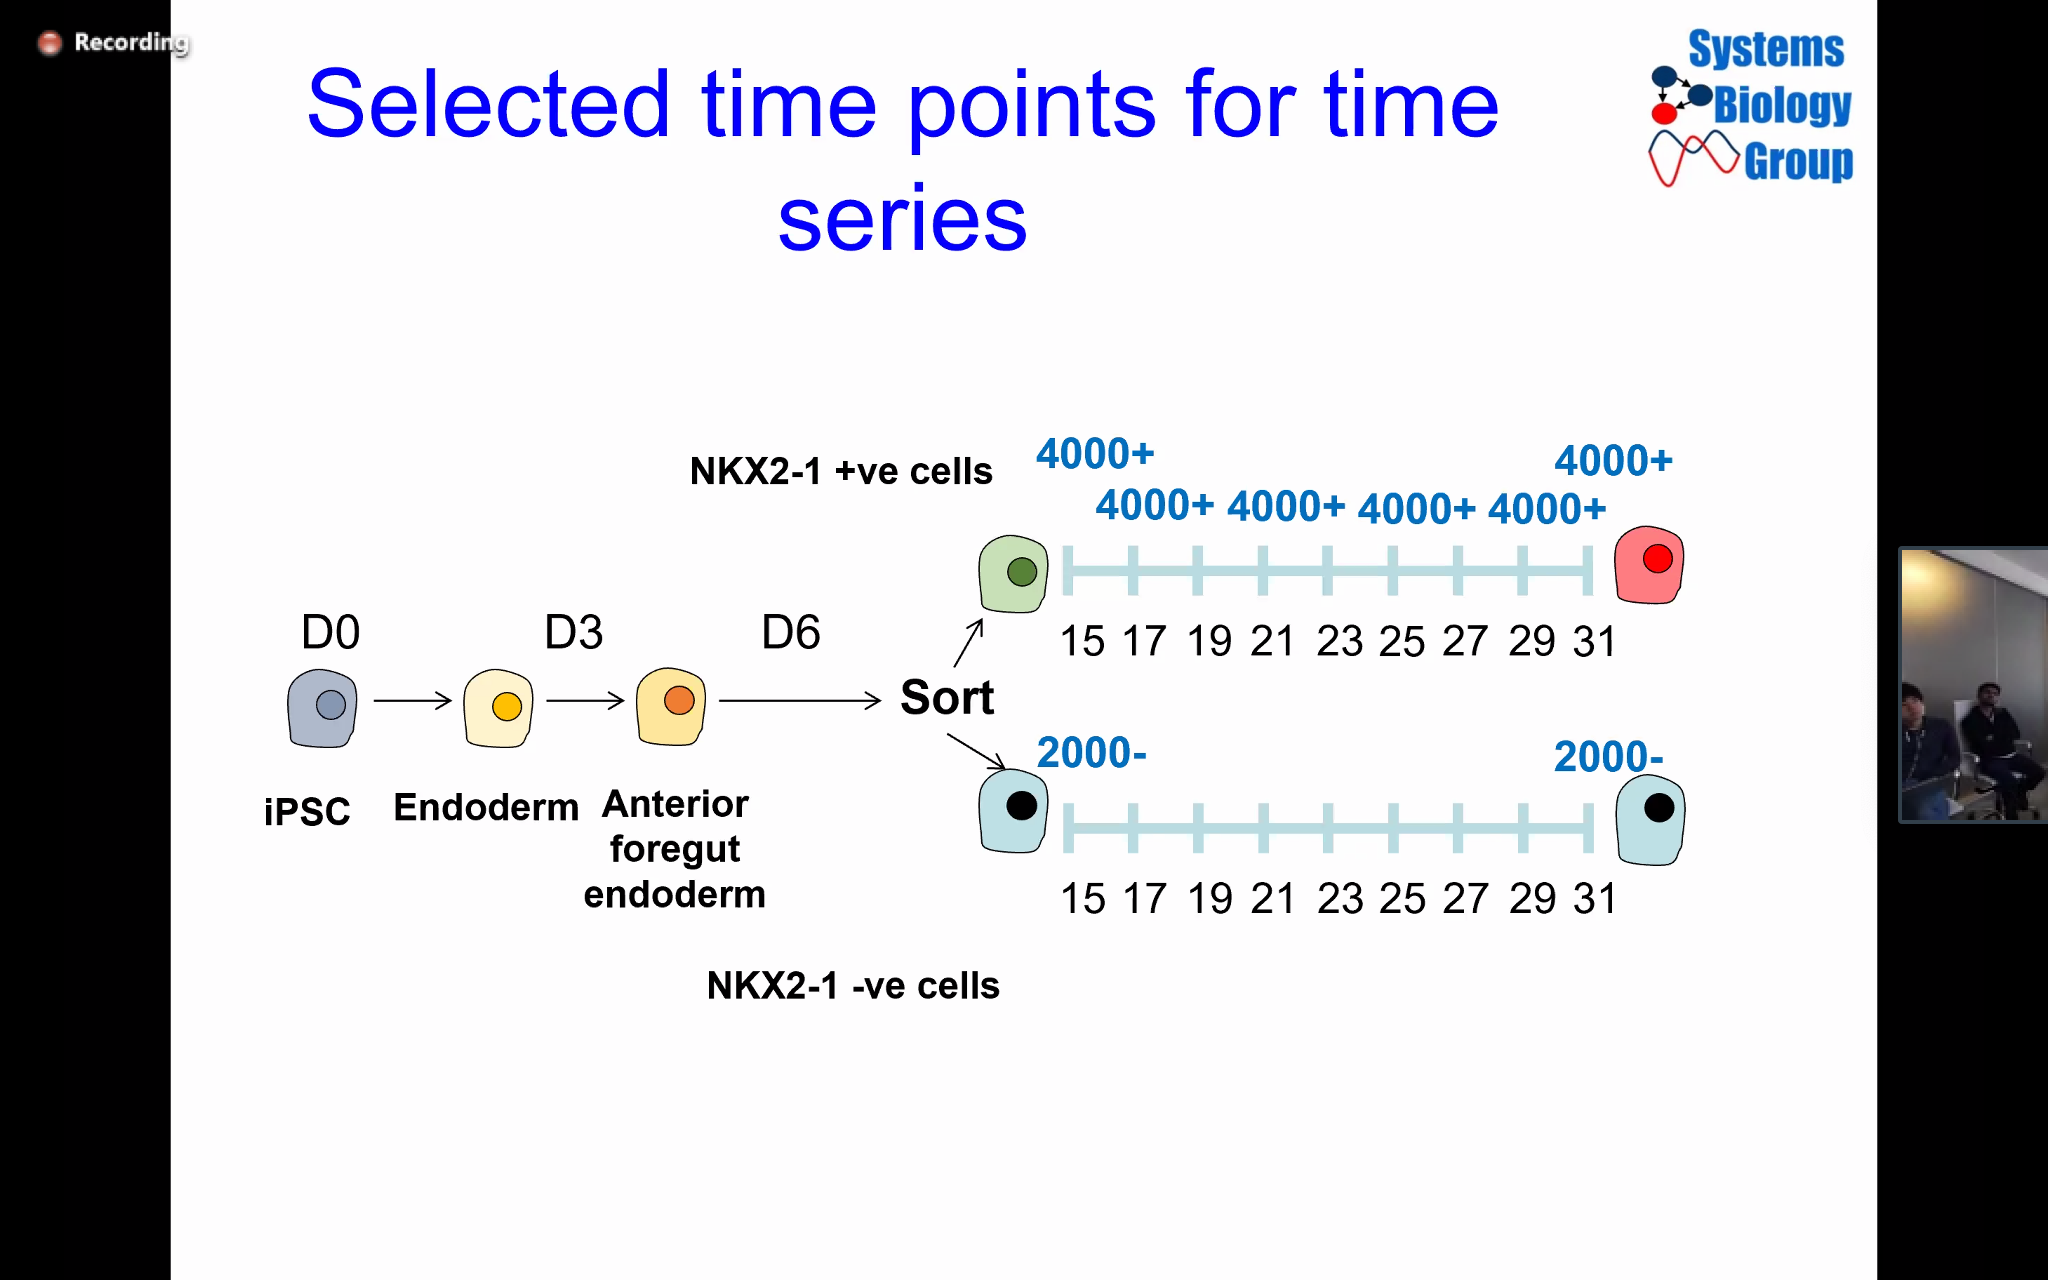 Recording
Selected time points for time
series
Systems
Biology
Group
NKX2-1 +ve cells
4000+
4000+
4000+ 4000+ 4000+ 4000+
15 17 19 21 23 25 27 29 31
D0
D3
D6
Sort
iPSC
Endoderm
Anterior
foregut
endoderm
2000-
2000-
15 17 19 21 23 25 27 29 31
NKX2-1 -ve cells